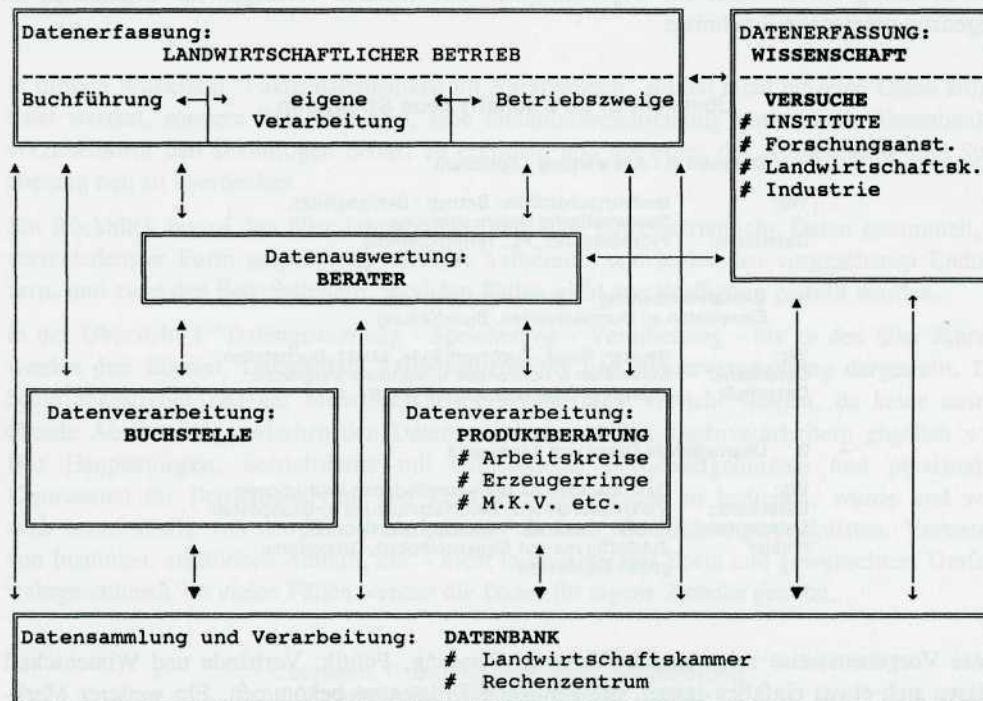 Datenerfassung:
LANDWIRTSCHAFTLICHER BETRIEB
Buchführung eigene Betriebszweige
Verarbeitung
DATENERFASSUNG:
WISSENSCHAFT
VERSUCHE
# INSTITUTE
# Forschungsanst.
# Landwirtschaftsk.
# Industrie
Datenauswertung:
BERATER
Datenverarbeitung:
BUCHSTELLE
Datenverarbeitung:
PRODUKTBERATUNG
# Arbeitskreise
# Erzeugerringe
# M.K.V.etc.
Datensammlung und Verarbeitung: DATENBANK
# Landwirtschaftskammer
# Rechenzentrum